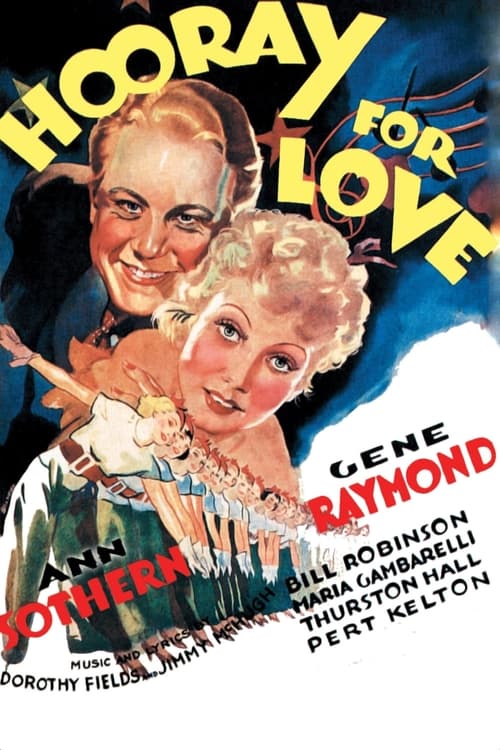 HOORAY
FOR
LOVE
GENE
RAYMOND
ANN
SOTHERN
BILL ROBINSON
MARIA GAMBARELLI
THURSTON HALL
PERT KELTON
MUSIC AND LYRICS BY
DOROTHY FIELDS AND JIMMY McHUGH